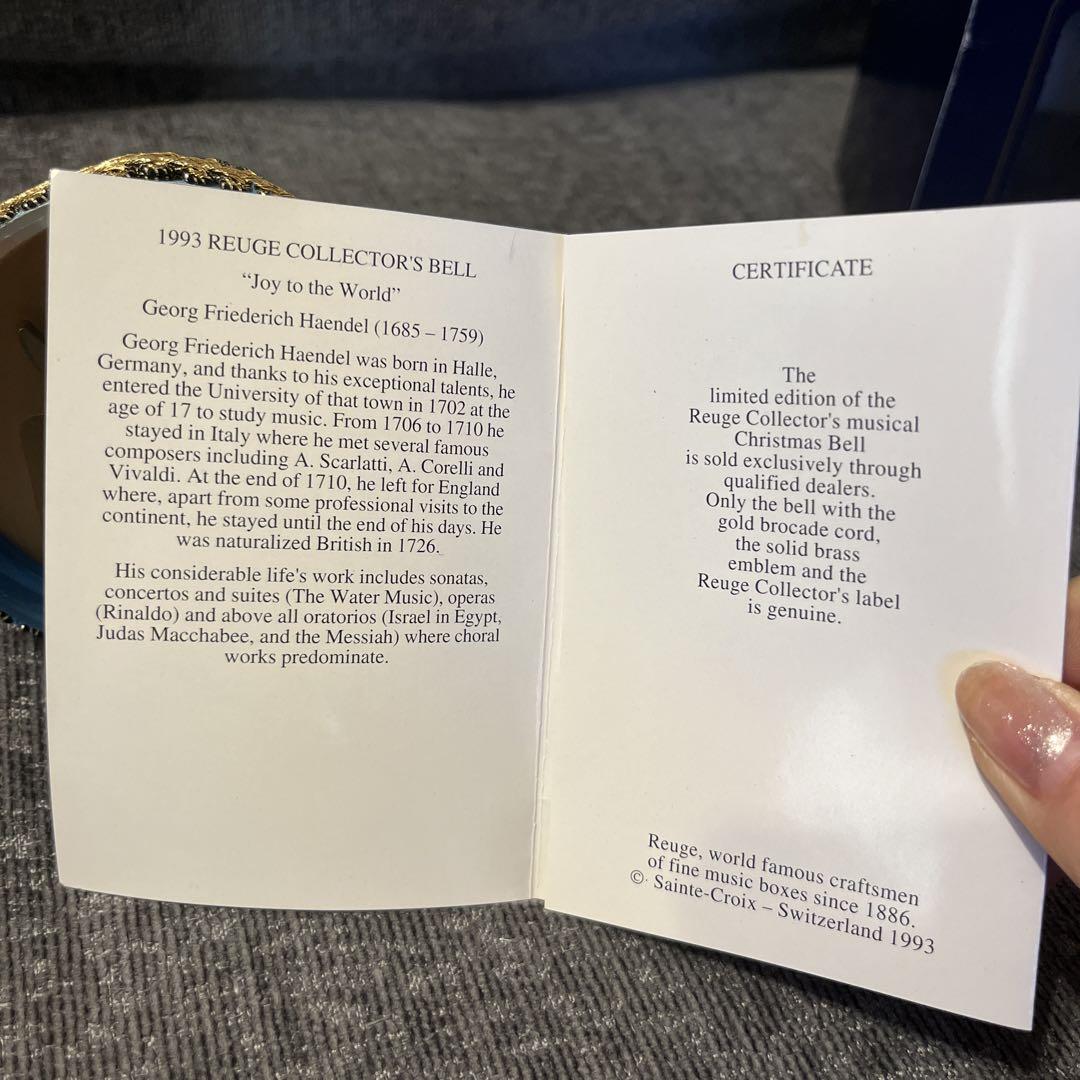 1993 REUGE COLLECTOR'S BELL
“Joy to the World”
Georg Friederich Haendel (1685 – 1759)
Georg Friederich Haendel was born in Halle,
Germany, and thanks to his exceptional talents, he
entered the University of that town in 1702 at the
age of 17 to study music. From 1706 to 1710 he
stayed in Italy where he met several famous
composers including A. Scarlatti, A. Corelli and
Vivaldi. At the end of 1710, he left for England
where, apart from some professional visits to the
continent, he stayed until the end of his days. He
was naturalized British in 1726.
His considerable life's work includes sonatas,
concertos and suites (The Water Music), operas
(Rinaldo) and above all oratorios (Israel in Egypt,
Judas Macchabee, and the Messiah) where choral
works predominate.
CERTIFICATE
The
limited edition of the
Reuge Collector's musical
Christmas Bell
is sold exclusively through
qualified dealers.
Only the bell with the
gold brocade cord,
the solid brass
emblem and the
Reuge Collector's label
is genuine.
Reuge, world famous craftsmen
of fine music boxes since 1886.
© Sainte-Croix – Switzerland 1993